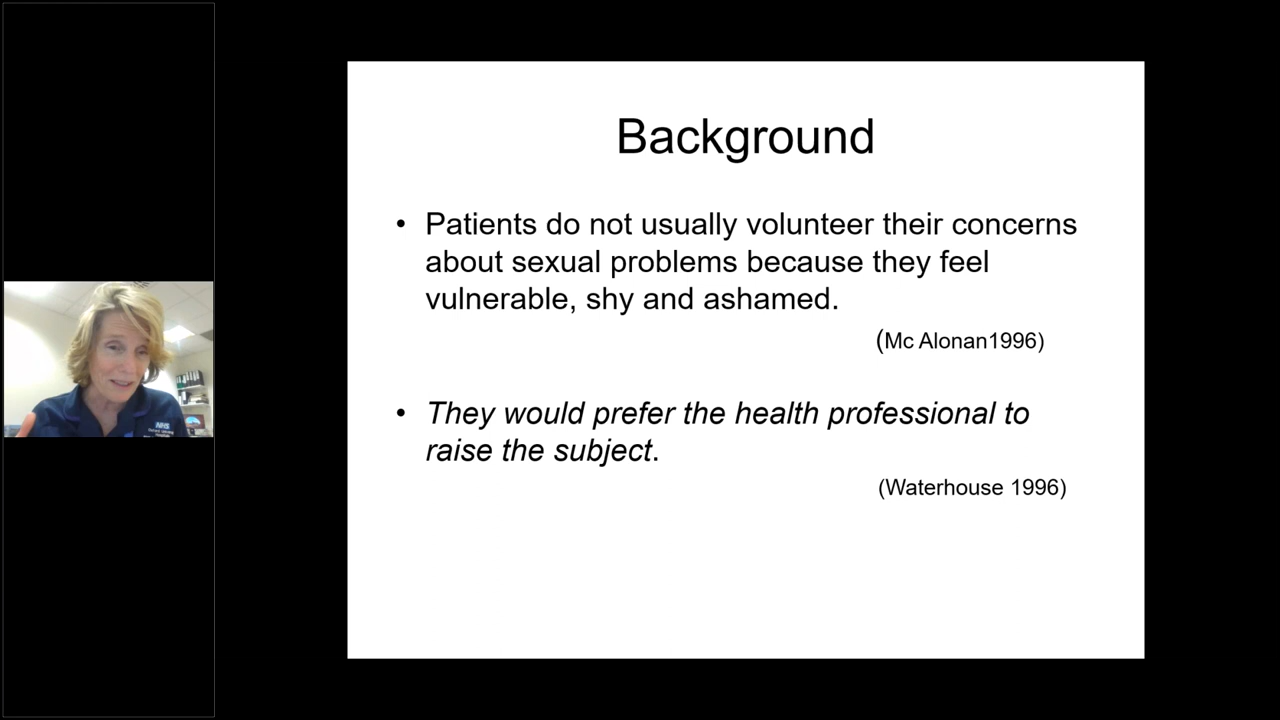 Background
• Patients do not usually volunteer their concerns
about sexual problems because they feel
vulnerable, shy and ashamed.
(Mc Alonan1996)
• They would prefer the health professional to
raise the subject.
(Waterhouse 1996)
NHS